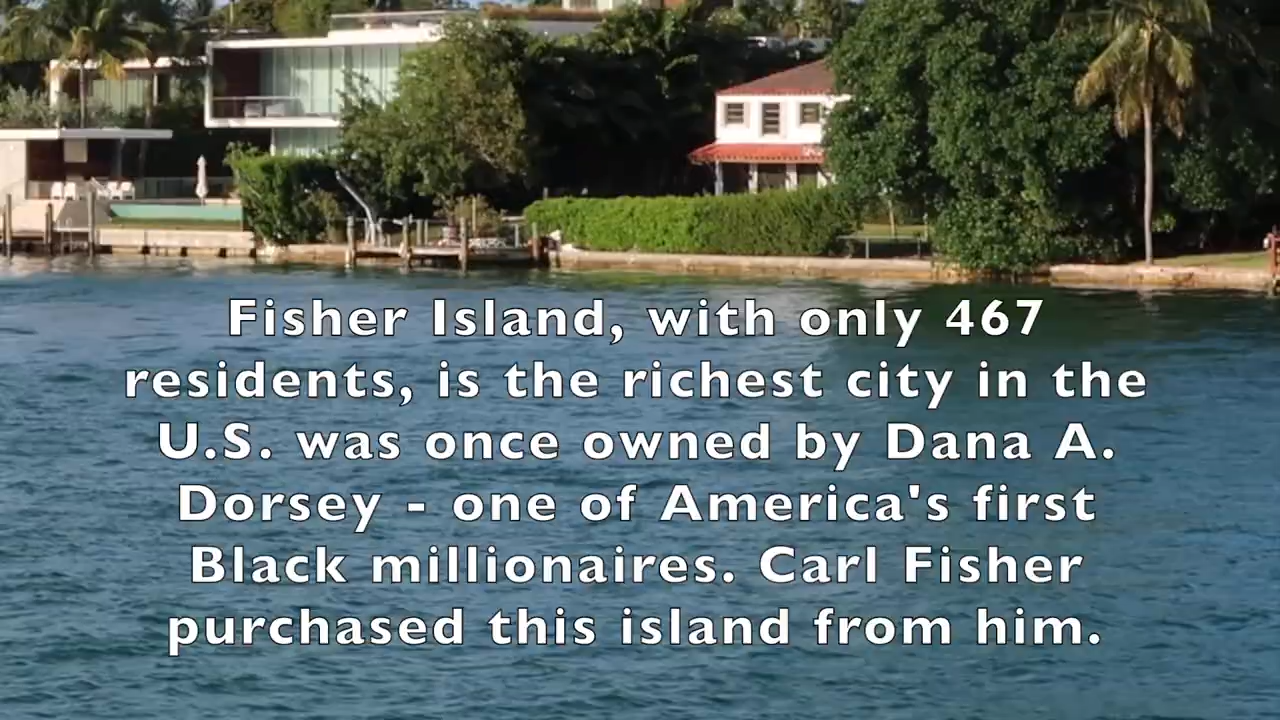 Fisher Island, with only 467
residents, is the richest city in the
U.S. was once owned by Dana A.
Dorsey - one of America's first
Black millionaires. Carl Fisher
purchased this island from him.